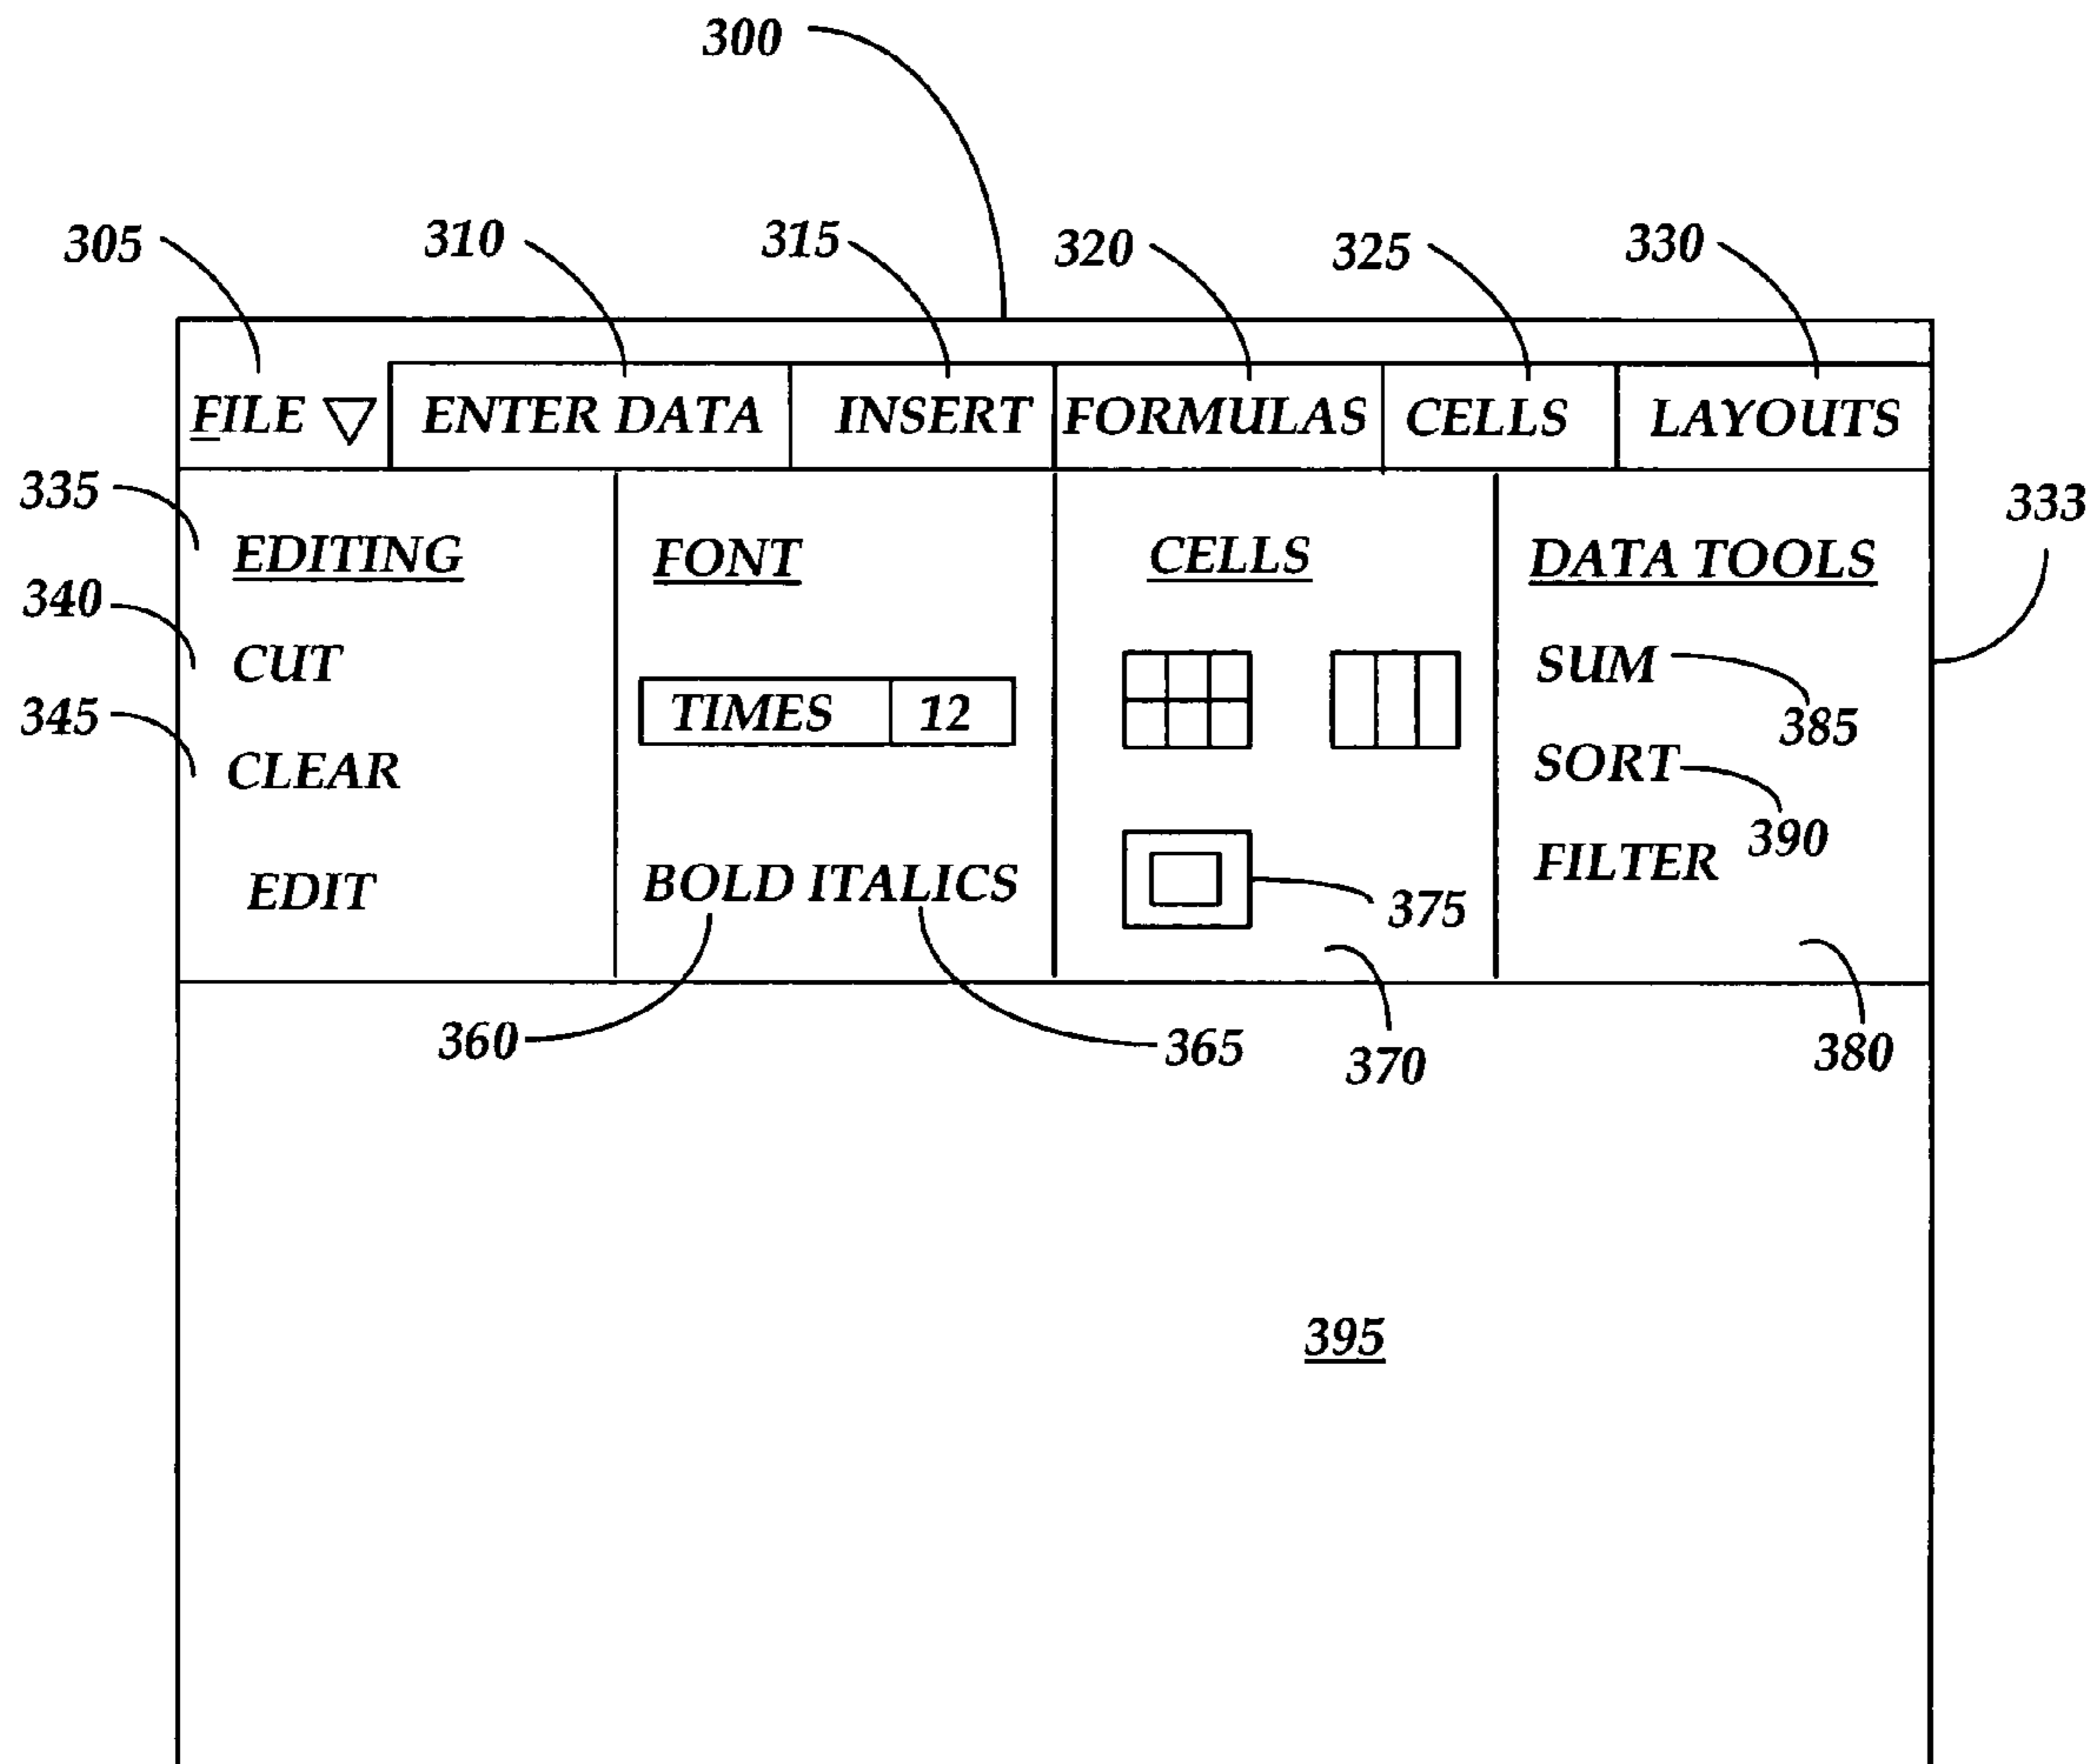 300
305 310 315 320 325 330
FILE ENTER DATA INSERT FORMULAS CELLS LAYOUTS
335 333
EDITING FONT CELLS DATA TOOLS
340
CUT SUM
345 TIMES 12 385
CLEAR SORT
390
EDIT BOLD ITALICS FILTER
375
360 365 370 380
395